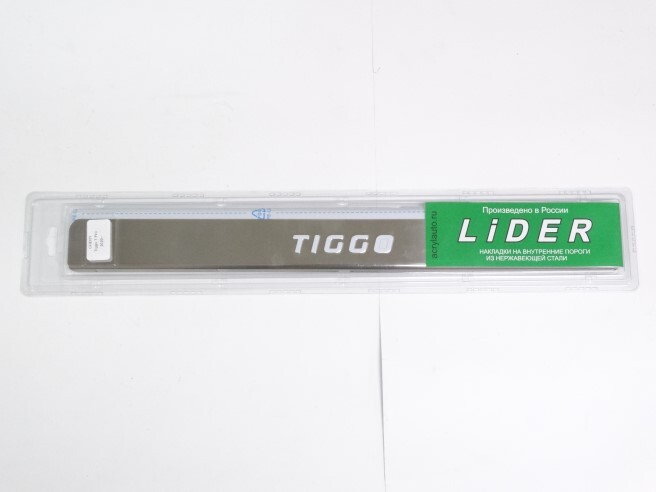 TIGGO
acrylauto.ru
Произведено в России
LiDER
НАКЛАДКИ НА ВНУТРЕННИЕ ПОРОГИ
ИЗ НЕРЖАВЕЮЩЕЙ СТАЛИ